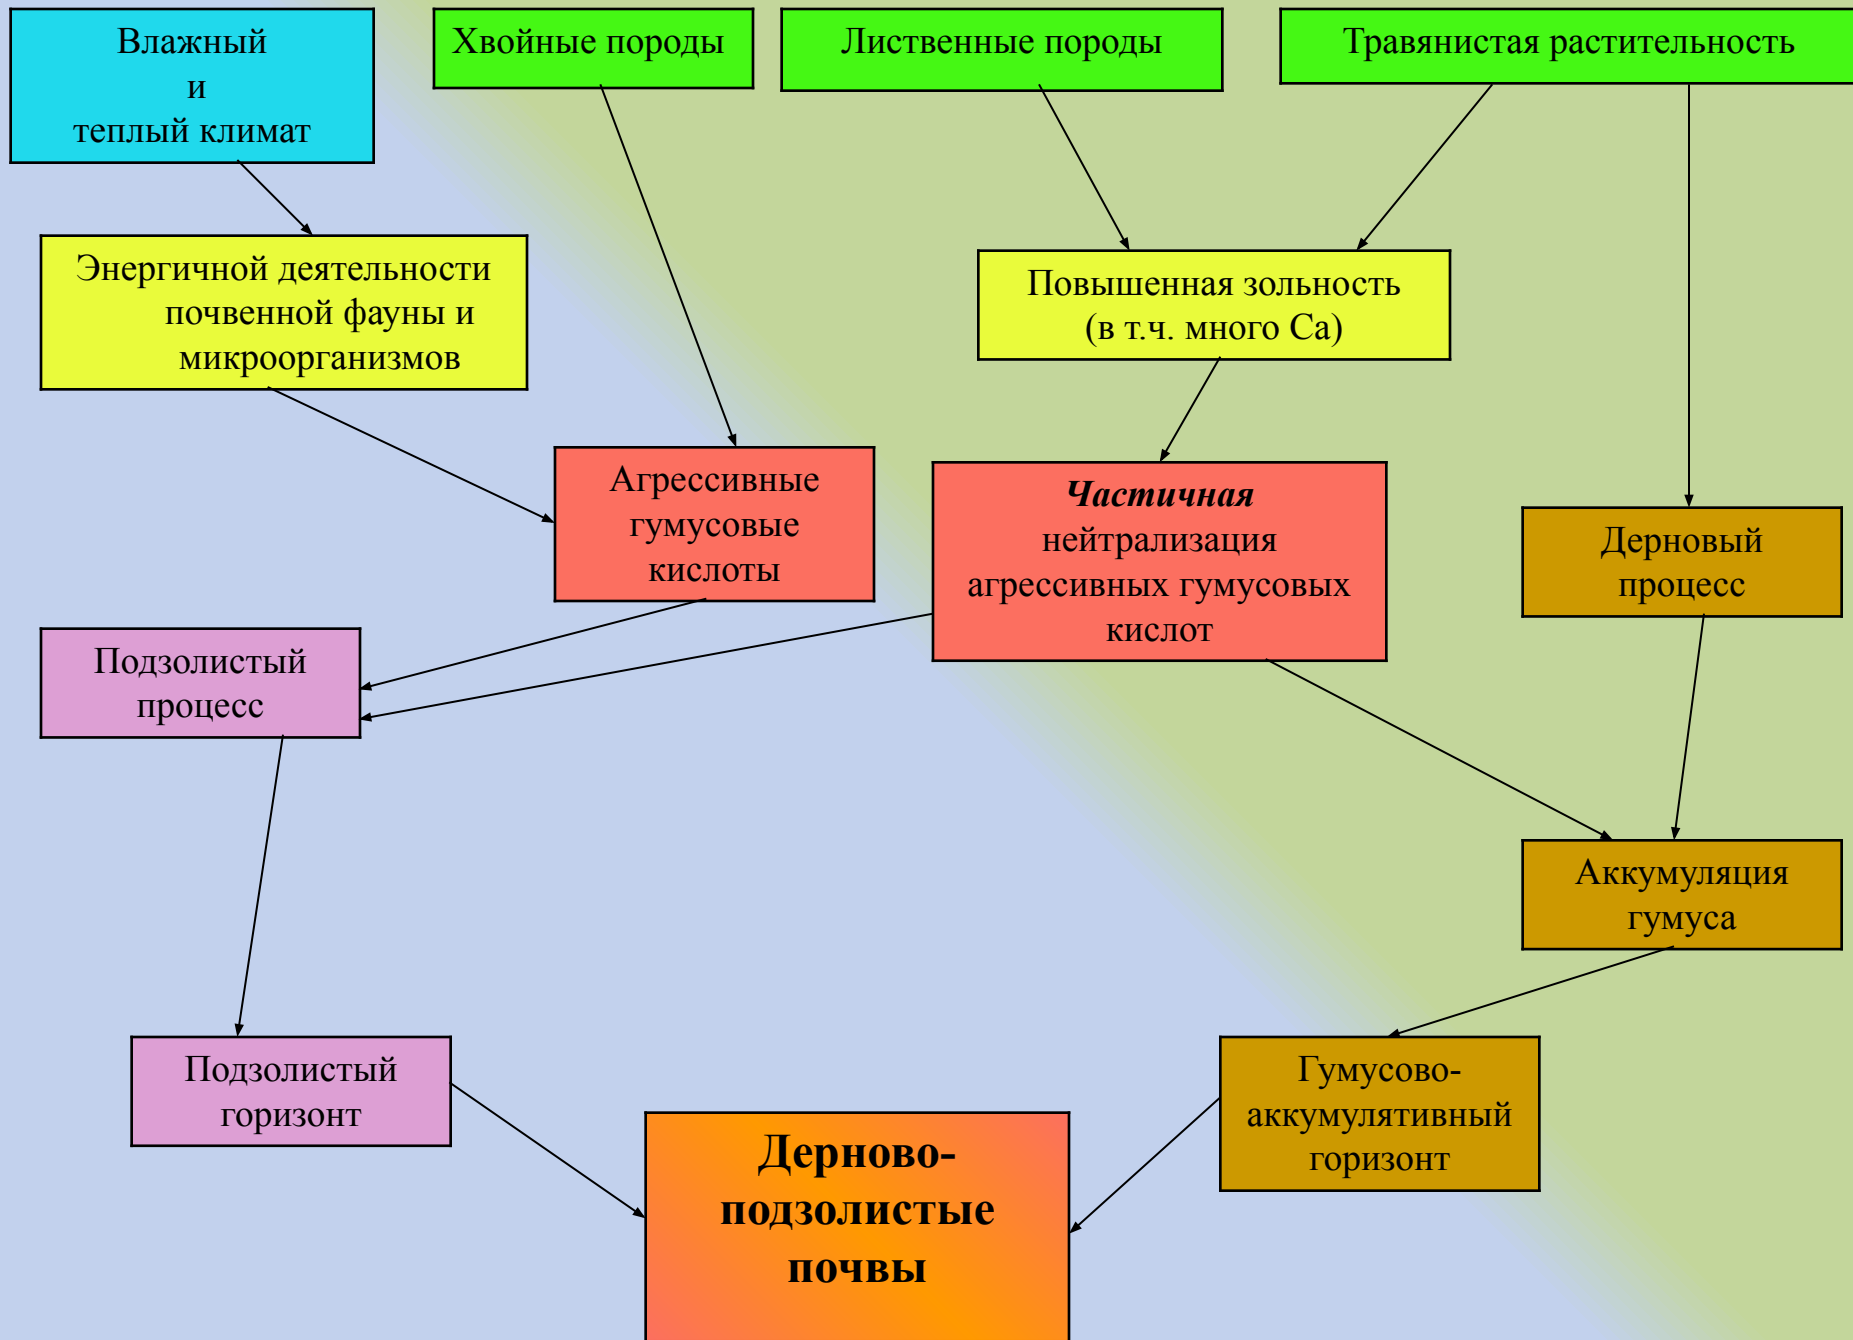 Влажный
и
теплый климат
Хвойные породы
Лиственные породы
Травянистая растительность
Энергичной деятельности
почвенной фауны и
микроорганизмов
Повышенная зольность
(в т.ч. много Са)
Агрессивные
гумусовые
кислоты
Частичная
нейтрализация
агрессивных гумусовых
кислот
Дерновый
процесс
Подзолистый
процесс
Аккумуляция
гумуса
Подзолистый
горизонт
Гумусово-
аккумулятивный
горизонт
Дерново-
подзолистые
почвы